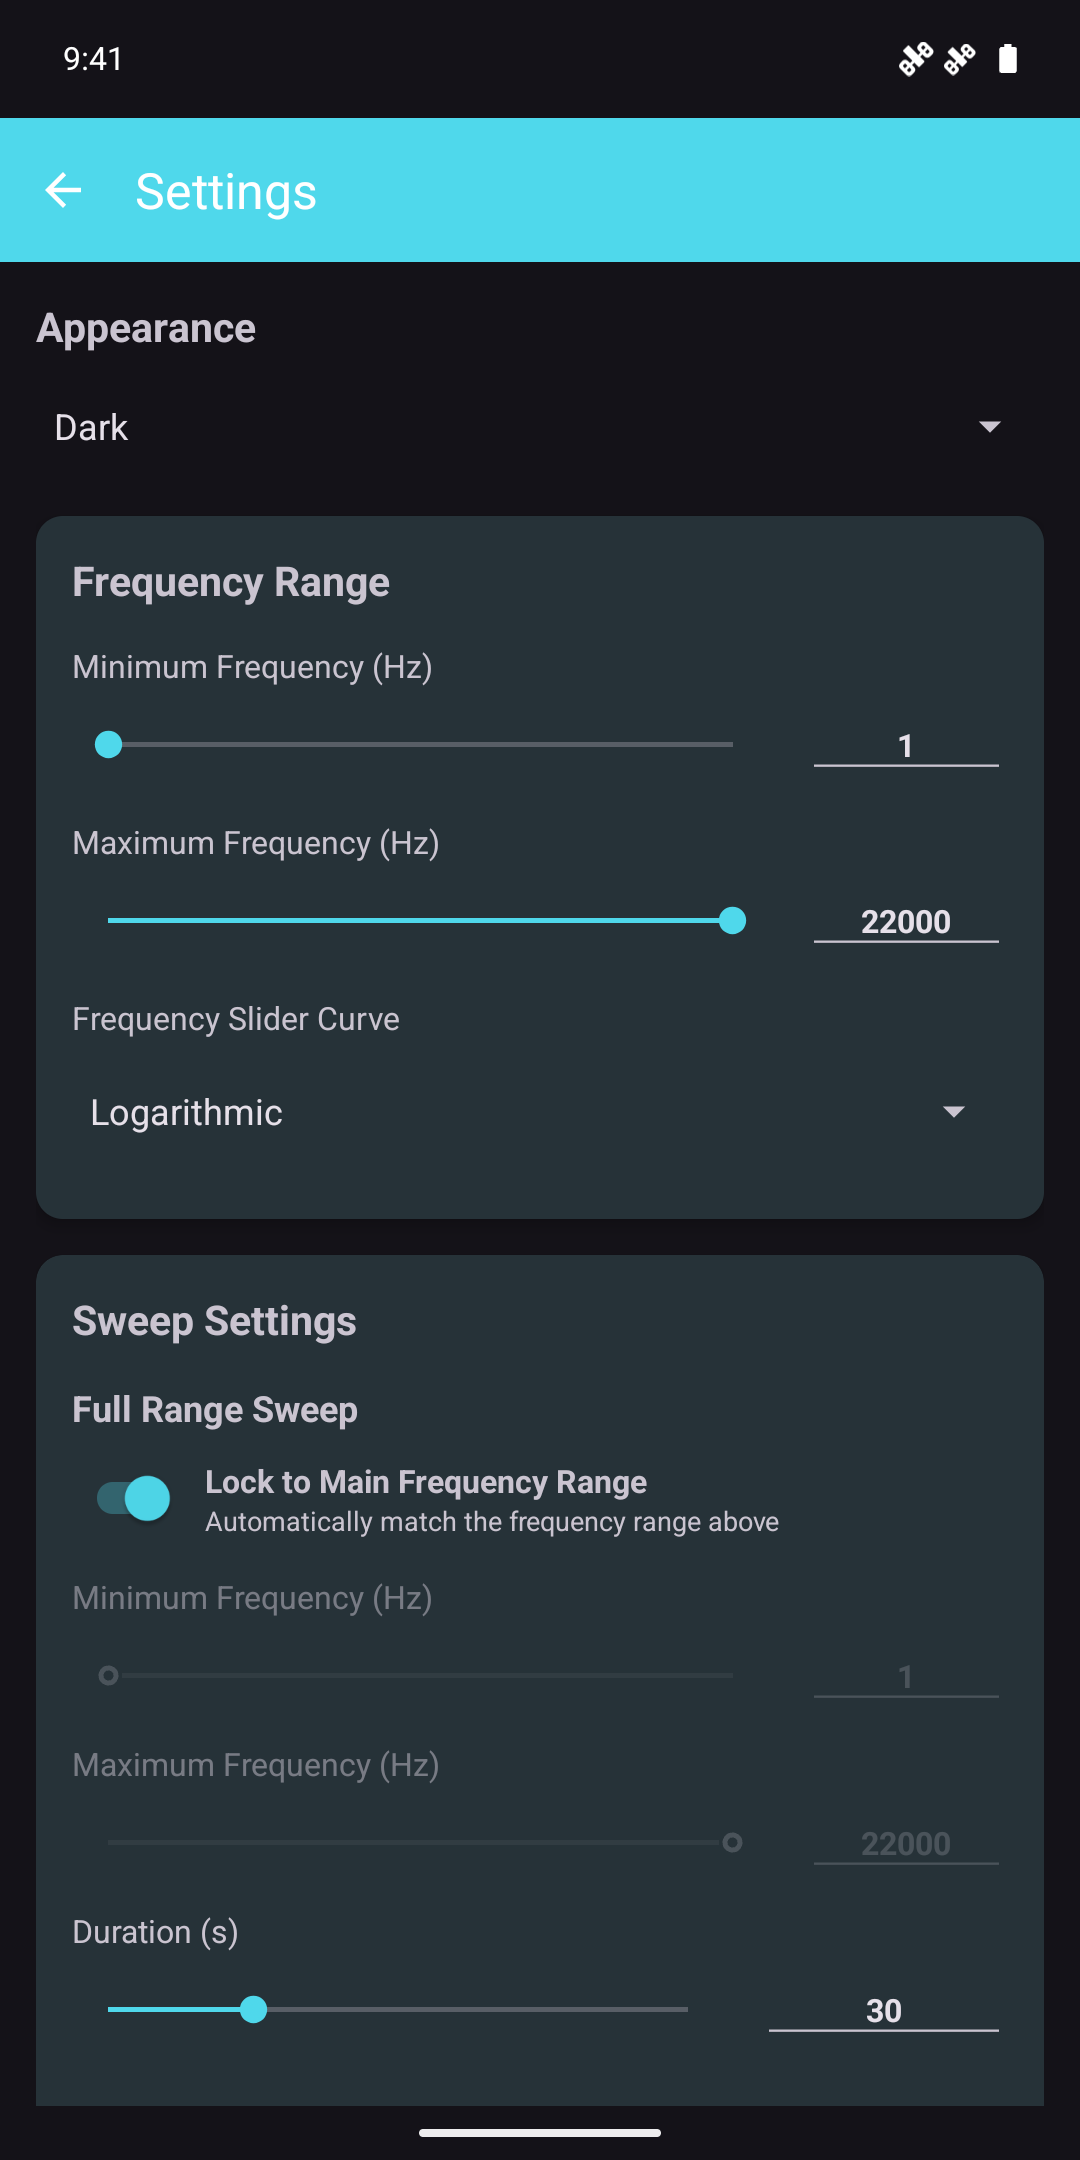 9:41
Settings
Appearance
Dark
Frequency Range
Minimum Frequency (Hz)
1
Maximum Frequency (Hz)
22000
Frequency Slider Curve
Logarithmic
Sweep Settings
Full Range Sweep
Lock to Main Frequency Range
Automatically match the frequency range above
Minimum Frequency (Hz)
1
Maximum Frequency (Hz)
22000
Duration (s)
30